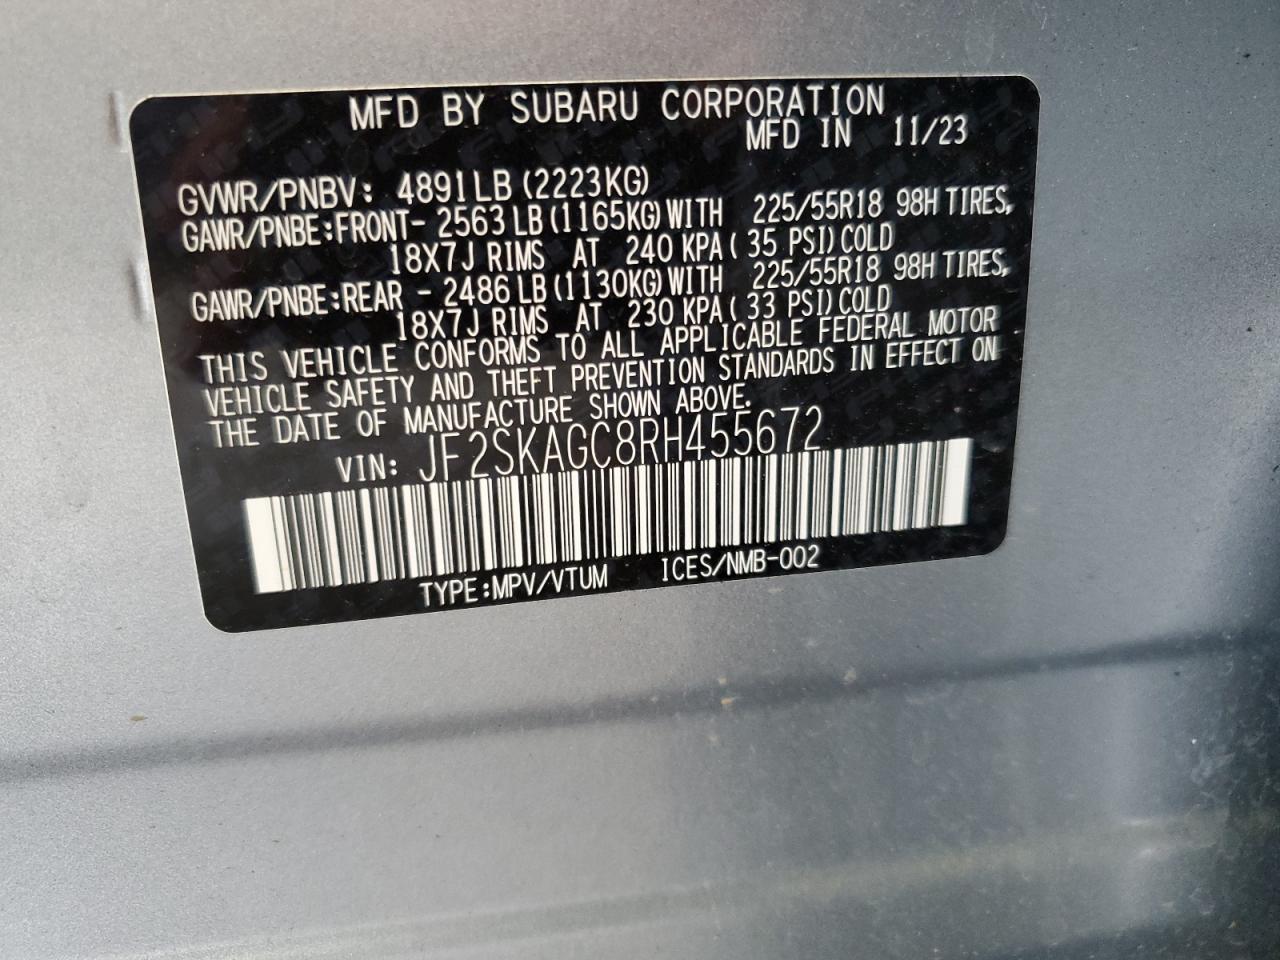 MFD BY SUBARU CORPORATION
MFD IN 11/23
GVWR/PNBV: 4891LB (2223KG)
GAWR/PNBE:FRONT- 2563 LB (1165KG) WITH 225/55R18 98H TIRES,
18X7J RIMS AT 240 KPA ( 35 PSI) COLD
GAWR/PNBE:REAR - 2486 LB (1130KG) WITH 225/55R18 98H TIRES,
18X7J RIMS AT 230 KPA ( 33 PSI) COLD
THIS VEHICLE CONFORMS TO ALL APPLICABLE FEDERAL MOTOR
VEHICLE SAFETY AND THEFT PREVENTION STANDARDS IN EFFECT ON
THE DATE OF MANUFACTURE SHOWN ABOVE.
VIN: JF2SKAGC8RH455672
TYPE:MPV/VTUM ICES/NMB-002